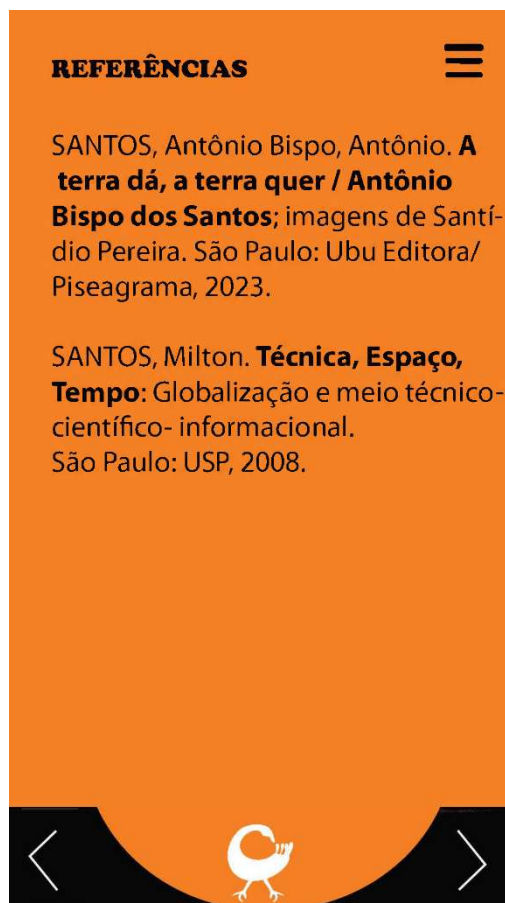 REFERÊNCIAS
SANTOS, Antônio Bispo, Antônio. A
terra dá, a terra quer / Antônio
Bispo dos Santos; imagens de Santí-
dio Pereira. São Paulo: Ubu Editora/
Piseagrama, 2023.
SANTOS, Milton. Técnica, Espaço,
Tempo: Globalização e meio técnico-
científico- informacional.
São Paulo: USP, 2008.